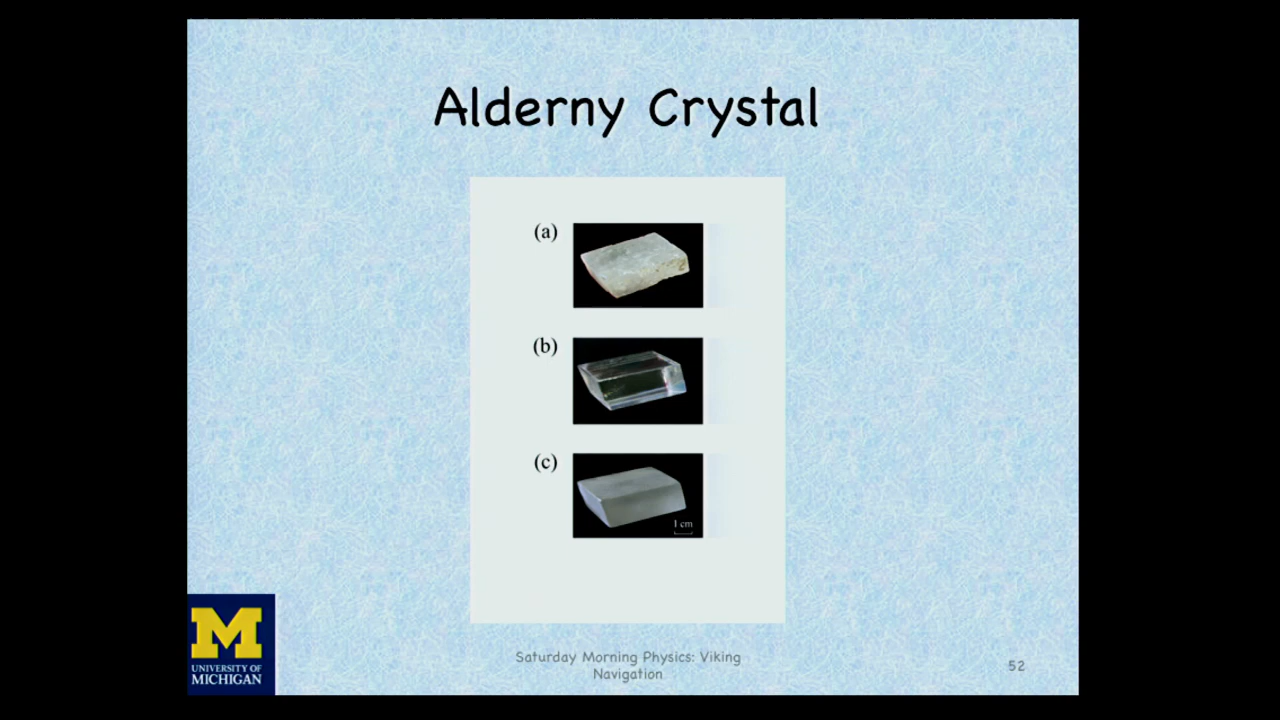 Alderny Crystal
(a)
(b)
(c)
1 cm
M
UNIVERSITY OF
MICHIGAN
Saturday Morning Physics: Viking
Navigation
52